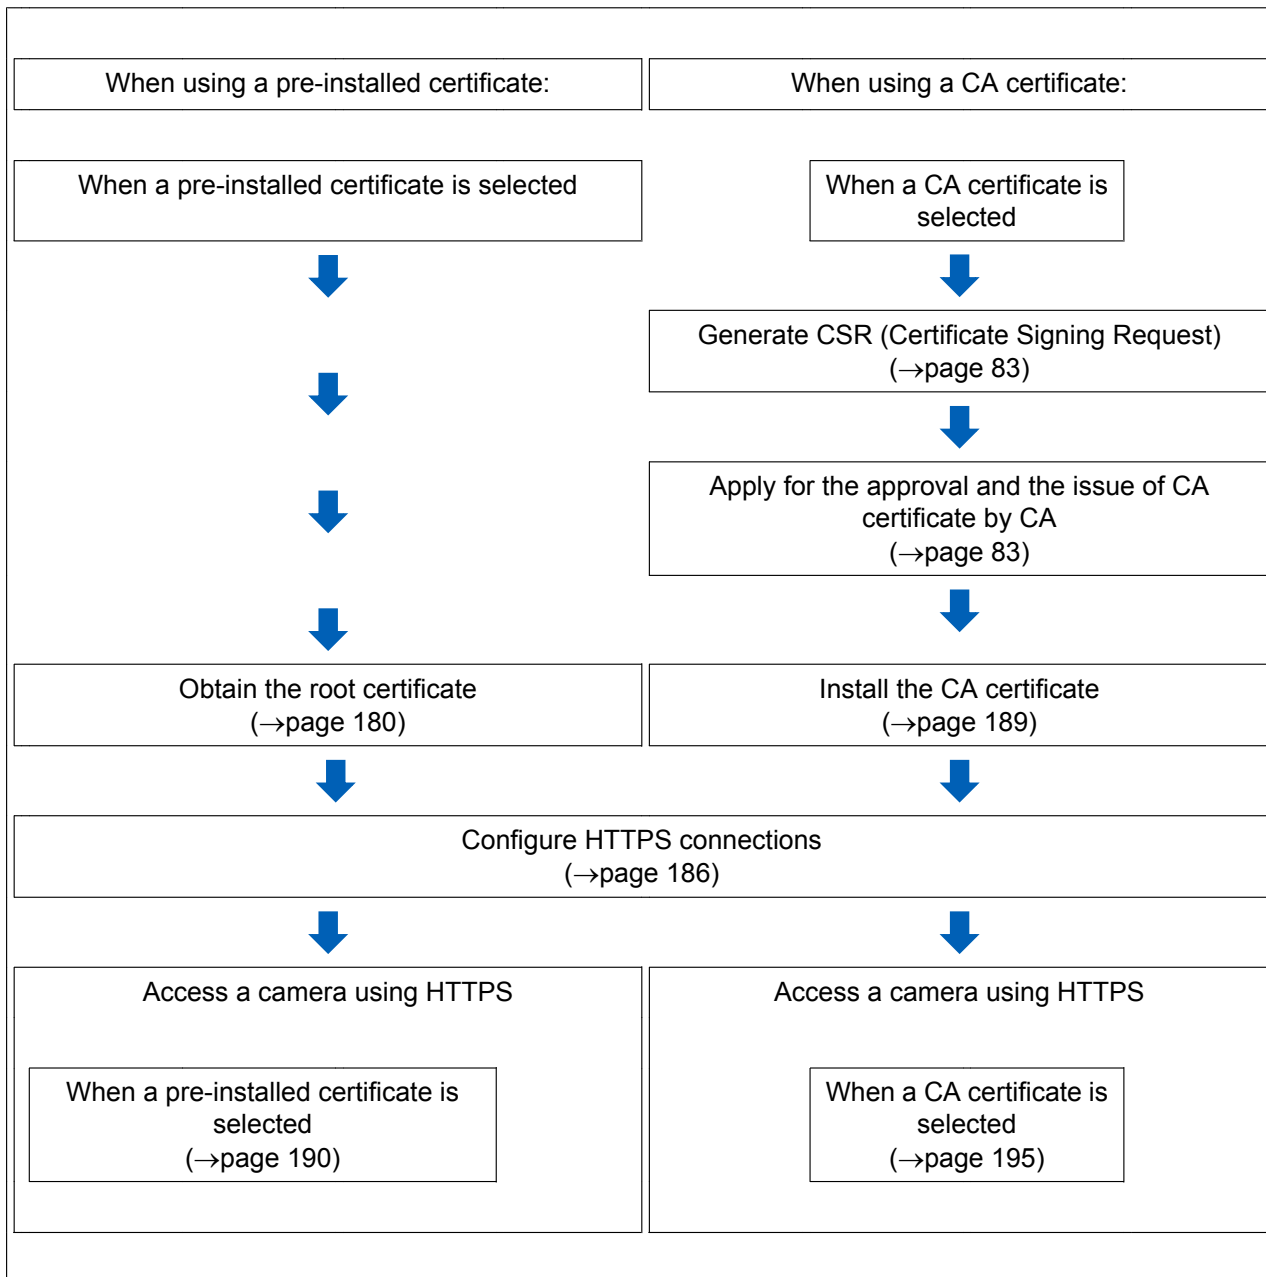 When using a pre-installed certificate:
When using a CA certificate:
When a pre-installed certificate is selected
When a CA certificate is
selected
Generate CSR (Certificate Signing Request)
(→page 83)
Apply for the approval and the issue of CA
certificate by CA
(→page 83)
Obtain the root certificate
(→page 180)
Install the CA certificate
(→page 189)
Configure HTTPS connections
(→page 186)
Access a camera using HTTPS
When a pre-installed certificate is
selected
(→page 190)
Access a camera using HTTPS
When a CA certificate is
selected
(→page 195)